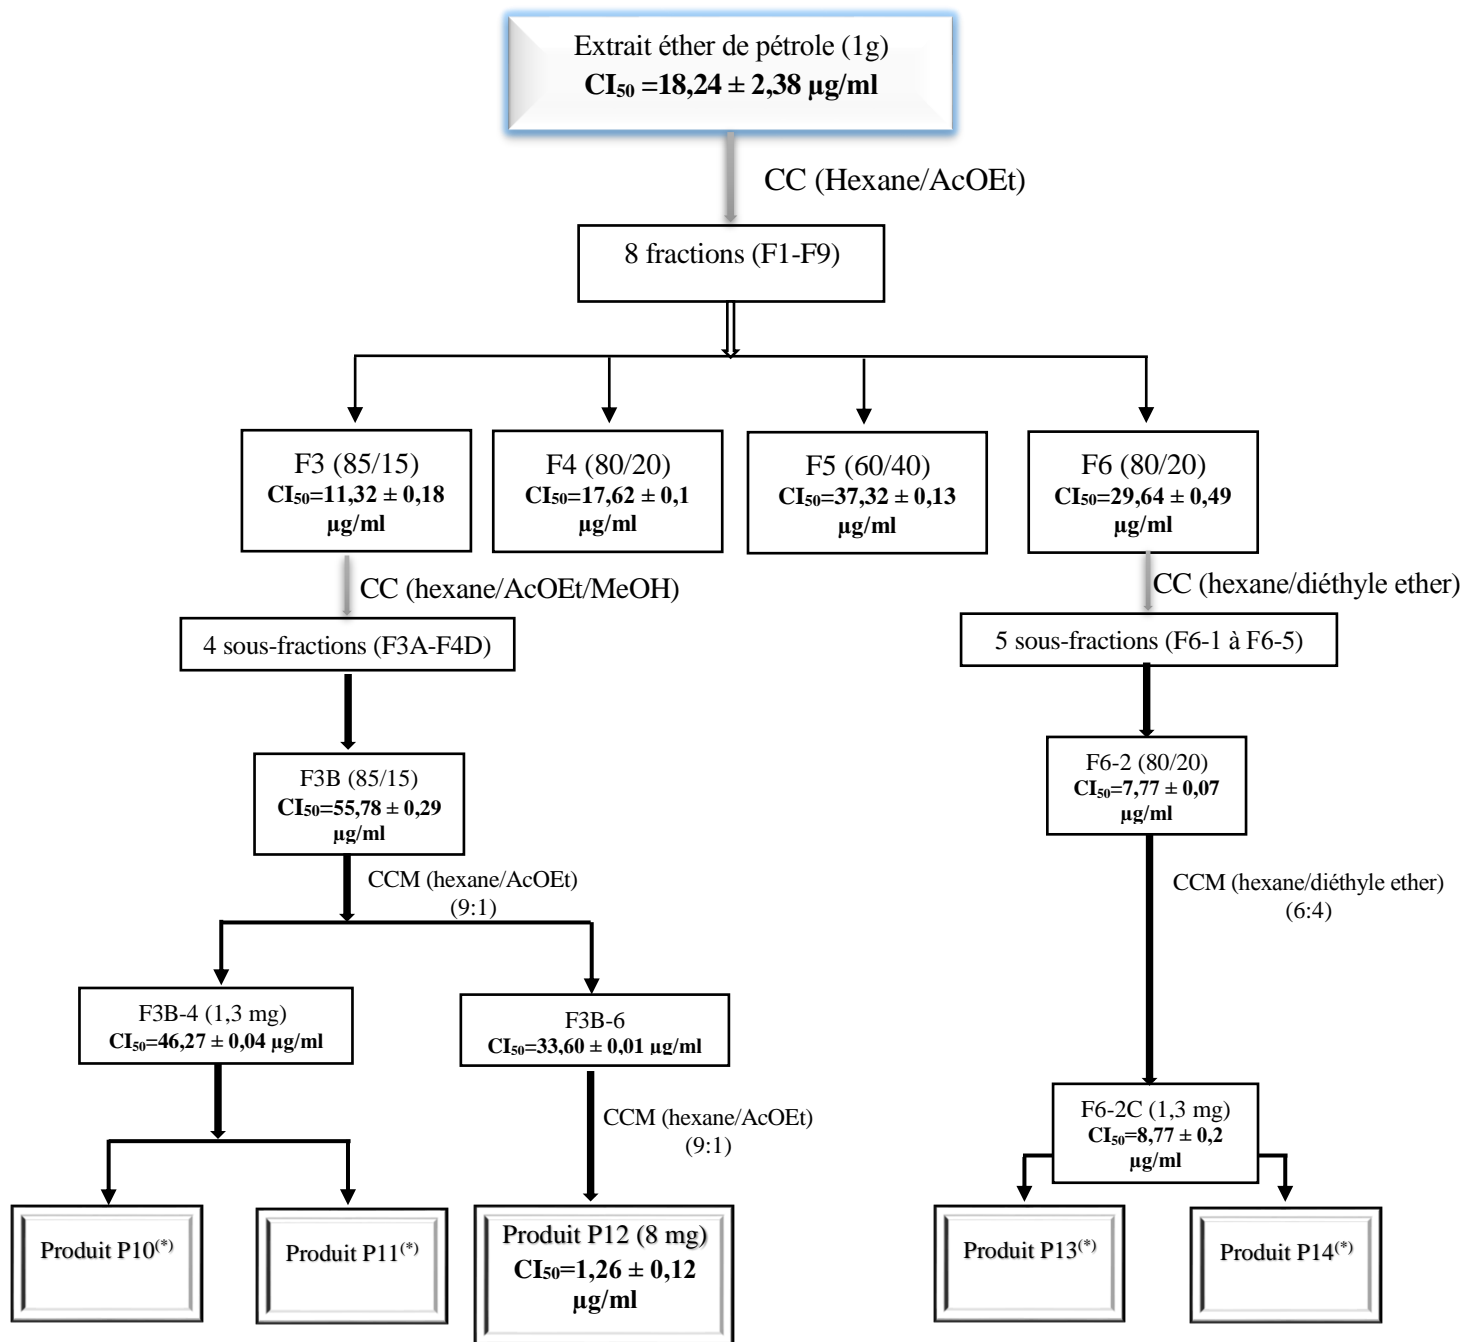 Extrait éther de pétrole (1g)
CI₅₀ =18,24 ± 2,38 µg/ml
CC (Hexane/AcOEt)
8 fractions (F1-F9)
F3 (85/15)
CI₅₀=11,32 ± 0,18
µg/ml
F4 (80/20)
CI₅₀=17,62 ± 0,1
µg/ml
F5 (60/40)
CI₅₀=37,32 ± 0,13
µg/ml
F6 (80/20)
CI₅₀=29,64 ± 0,49
µg/ml
CC (hexane/AcOEt/MeOH)
CC (hexane/diéthyle ether)
4 sous-fractions (F3A-F4D)
5 sous-fractions (F6-1 à F6-5)
F3B (85/15)
CI₅₀=55,78 ± 0,29
µg/ml
F6-2 (80/20)
CI₅₀=7,77 ± 0,07
µg/ml
CCM (hexane/AcOEt)
(9:1)
CCM (hexane/diéthyle ether)
(6:4)
F3B-4 (1,3 mg)
CI₅₀=46,27 ± 0,04 µg/ml
F3B-6
CI₅₀=33,60 ± 0,01 µg/ml
CCM (hexane/AcOEt)
(9:1)
F6-2C (1,3 mg)
CI₅₀=8,77 ± 0,2
µg/ml
Produit P10⁽*⁾
Produit P11⁽*⁾
Produit P12 (8 mg)
CI₅₀=1,26 ± 0,12
µg/ml
Produit P13⁽*⁾
Produit P14⁽*⁾